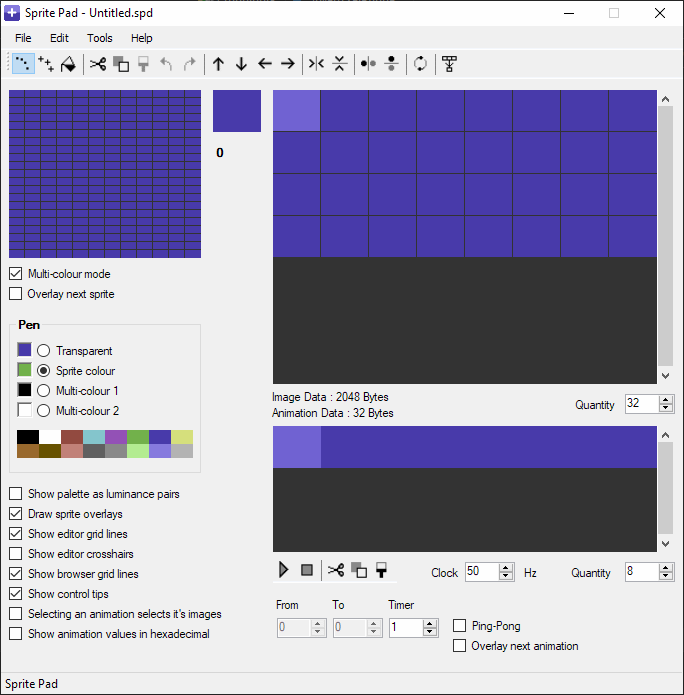 Sprite Pad - Untitled.spd
File Edit Tools Help
0
Multi-colour mode
Overlay next sprite
Pen
Transparent
Sprite colour
Multi-colour 1
Multi-colour 2
Show palette as luminance pairs
Draw sprite overlays
Show editor grid lines
Show editor crosshairs
Show browser grid lines
Show control tips
Selecting an animation selects it's images
Show animation values in hexadecimal
Image Data : 2048 Bytes
Animation Data : 32 Bytes
Quantity 32
Clock 50 Hz Quantity 8
From To Timer
0 0 1
Ping-Pong
Overlay next animation
Sprite Pad